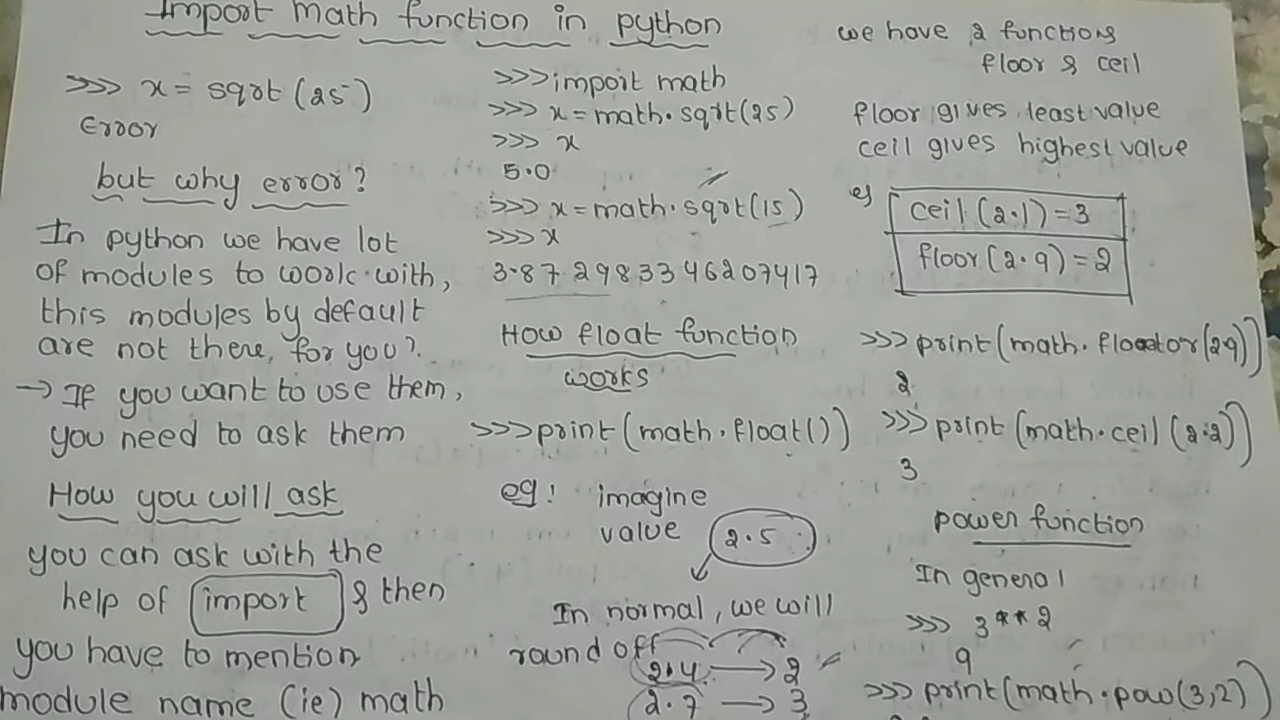 Import math function in python
>>> x = sqrt (25)
Error
but why error?
In python we have lot
of modules to work with,
this modules by default
are not there, for you?.
→ If you want to use them,
you need to ask them
How you will ask
you can ask with the
help of import & then
you have to mention
module name (ie) math
>>> import math
>>> x = math.sqrt(25)
>>> x
5.0
>>> x = math.sqrt(15)
>>> x
3.872983346207417
How float function
works
>>> print (math.float())
eg: imagine
value 2.5
In normal, we will
round off
2.4 → 2
2.7 → 3
we have 2 functions
floor & ceil
floor gives least value
ceil gives highest value
eg
ceil (2.1) = 3
floor (2.9) = 2
>>> print (math.floor(2.9))
2
>>> print (math.ceil (2.2))
3
power function
In general
>>> 3**2
9
>>> print (math.pow(3,2))